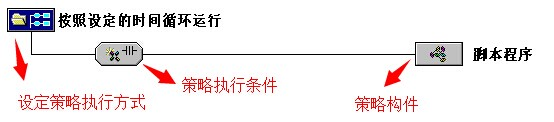 按照设定的时间循环运行
脚本程序
策略执行条件
设定策略执行方式
策略构件